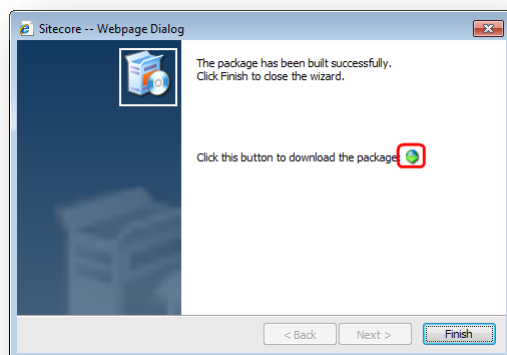 Sitecore -- Webpage Dialog
The package has been built successfully.
Click Finish to close the wizard.
Click this button to download the package:
< Back
Next >
Finish